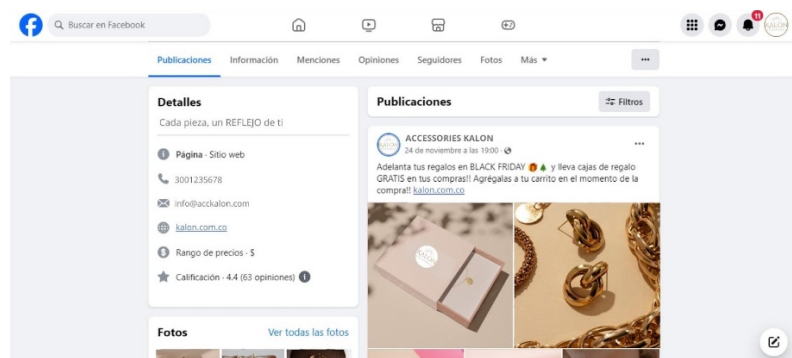 Buscar en Facebook
11
Publicaciones
Información
Menciones
Opiniones
Seguidores
Fotos
Más
Detalles
Cada pieza, un REFLEJO de ti
Página · Sitio web
3001235678
info@acckalon.com
kalon.com.co
Rango de precios · $
Calificación · 4.4 (63 opiniones)
Fotos
Ver todas las fotos
Publicaciones
Filtros
ACCESSORIES KALON
24 de noviembre a las 19:00 ·
Adelanta tus regalos en BLACK FRIDAY 🎁🎄 y lleva cajas de regalo
GRATIS en tus compras!! Agrégalas a tu carrito en el momento de la
compra!! kalon.com.co
KALON